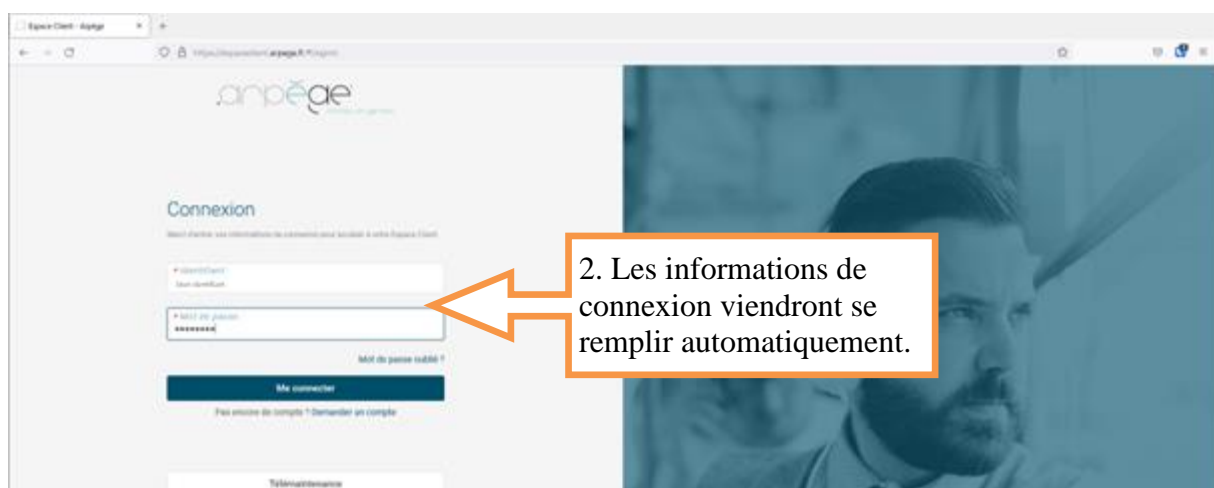 Espace Client - Arpège
arpège
Connexion
Merci d'entrer vos informations de connexion pour accéder à votre Espace Client
* Identifiant
* Mot de passe
Mot de passe oublié ?
Me connecter
Pas encore de compte ? Demander un compte
Télémaintenance
2. Les informations de
connexion viendront se
remplir automatiquement.